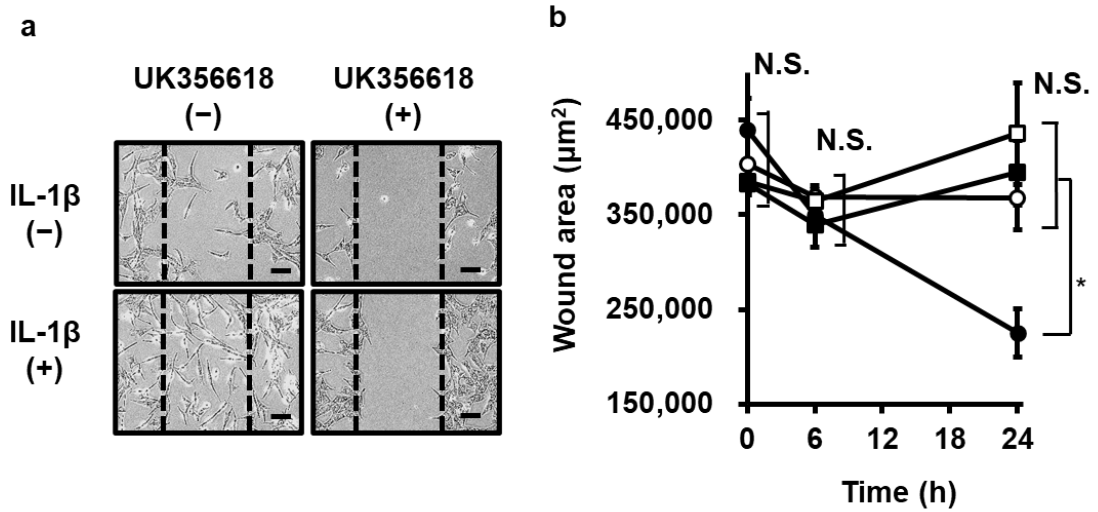 a
UK356618
(−)
UK356618
(+)
IL-1β
(−)
IL-1β
(+)
b
Wound area (µm²)
450,000
350,000
250,000
150,000
N.S.
N.S.
N.S.
*
0 6 12 18 24
Time (h)